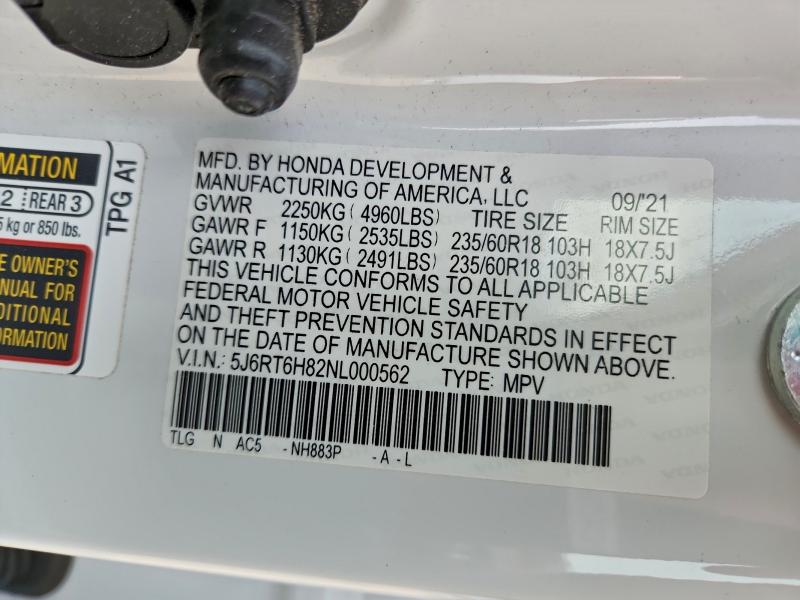 MATION
2 REAR 3
5 kg or 850 lbs.
E OWNER'S
NUAL FOR
DITIONAL
ORMATION
TPG A1
MFD. BY HONDA DEVELOPMENT &
MANUFACTURING OF AMERICA, LLC 09/'21
GVWR 2250KG ( 4960LBS) TIRE SIZE RIM SIZE
GAWR F 1150KG ( 2535LBS) 235/60R18 103H 18X7.5J
GAWR R 1130KG ( 2491LBS) 235/60R18 103H 18X7.5J
THIS VEHICLE CONFORMS TO ALL APPLICABLE
FEDERAL MOTOR VEHICLE SAFETY
AND THEFT PREVENTION STANDARDS IN EFFECT
ON THE DATE OF MANUFACTURE SHOWN ABOVE.
V.I.N.: 5J6RT6H82NL000562 TYPE: MPV
TLG N AC5 - NH883P - A - L